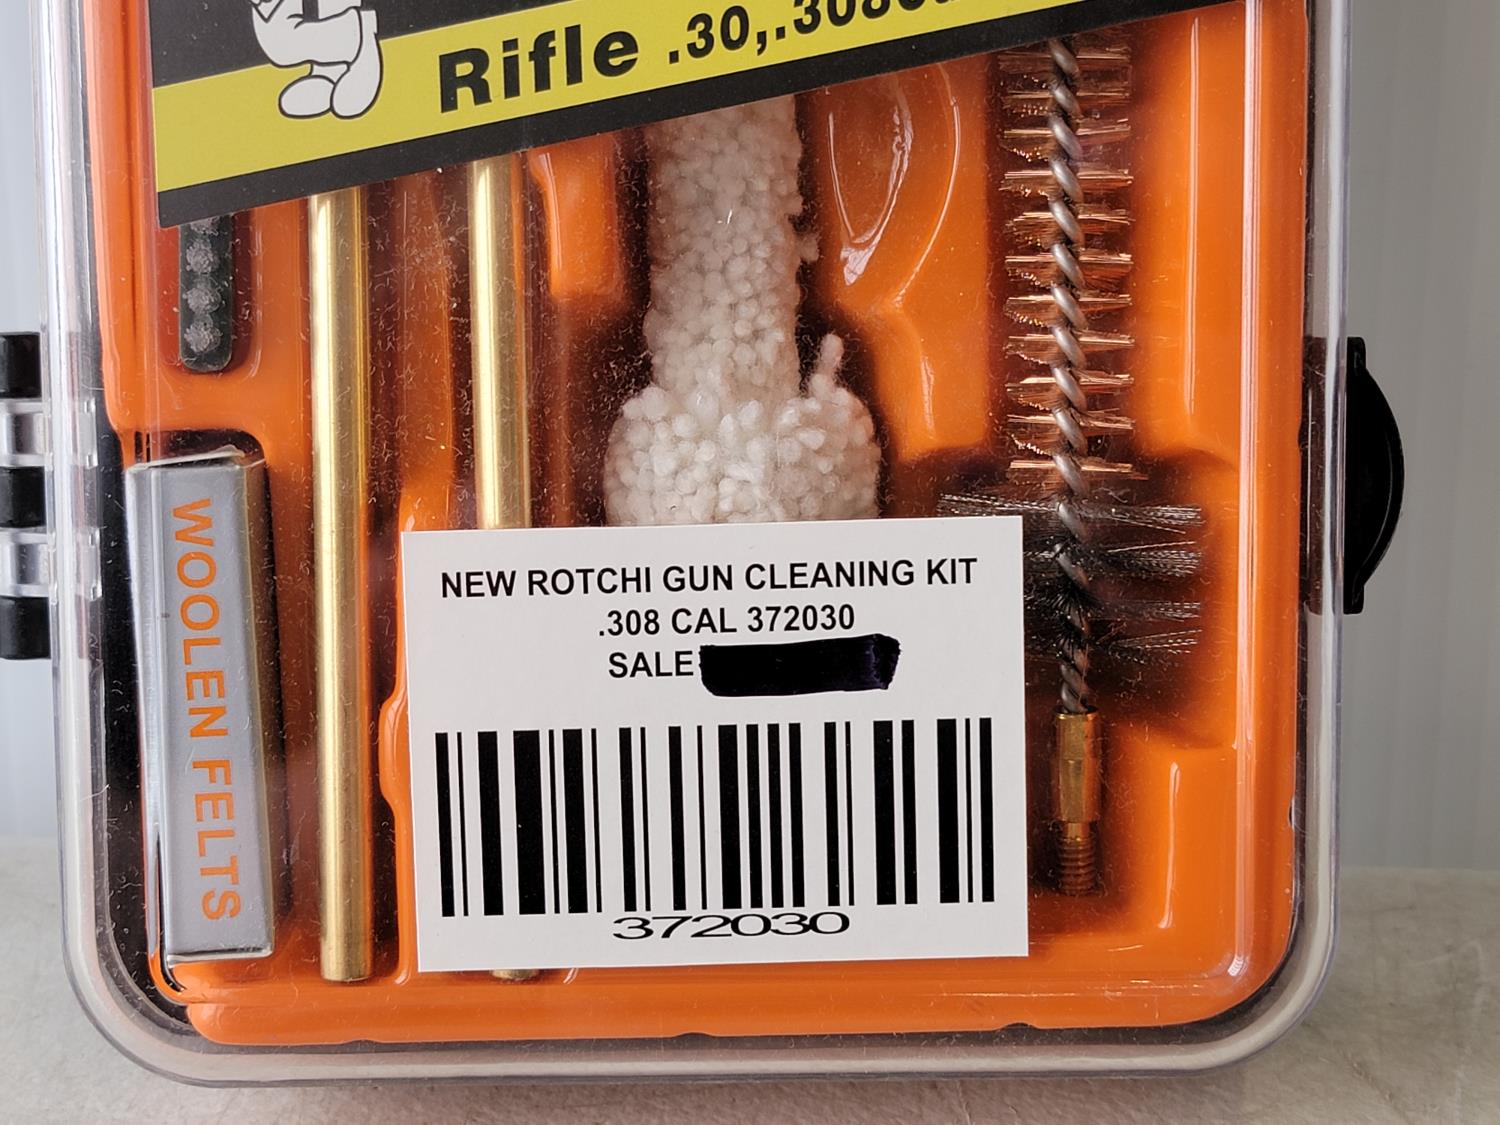 Rifle .30,.308
WOOLEN FELTS
NEW ROTCHI GUN CLEANING KIT
.308 CAL 372030
SALE
372030